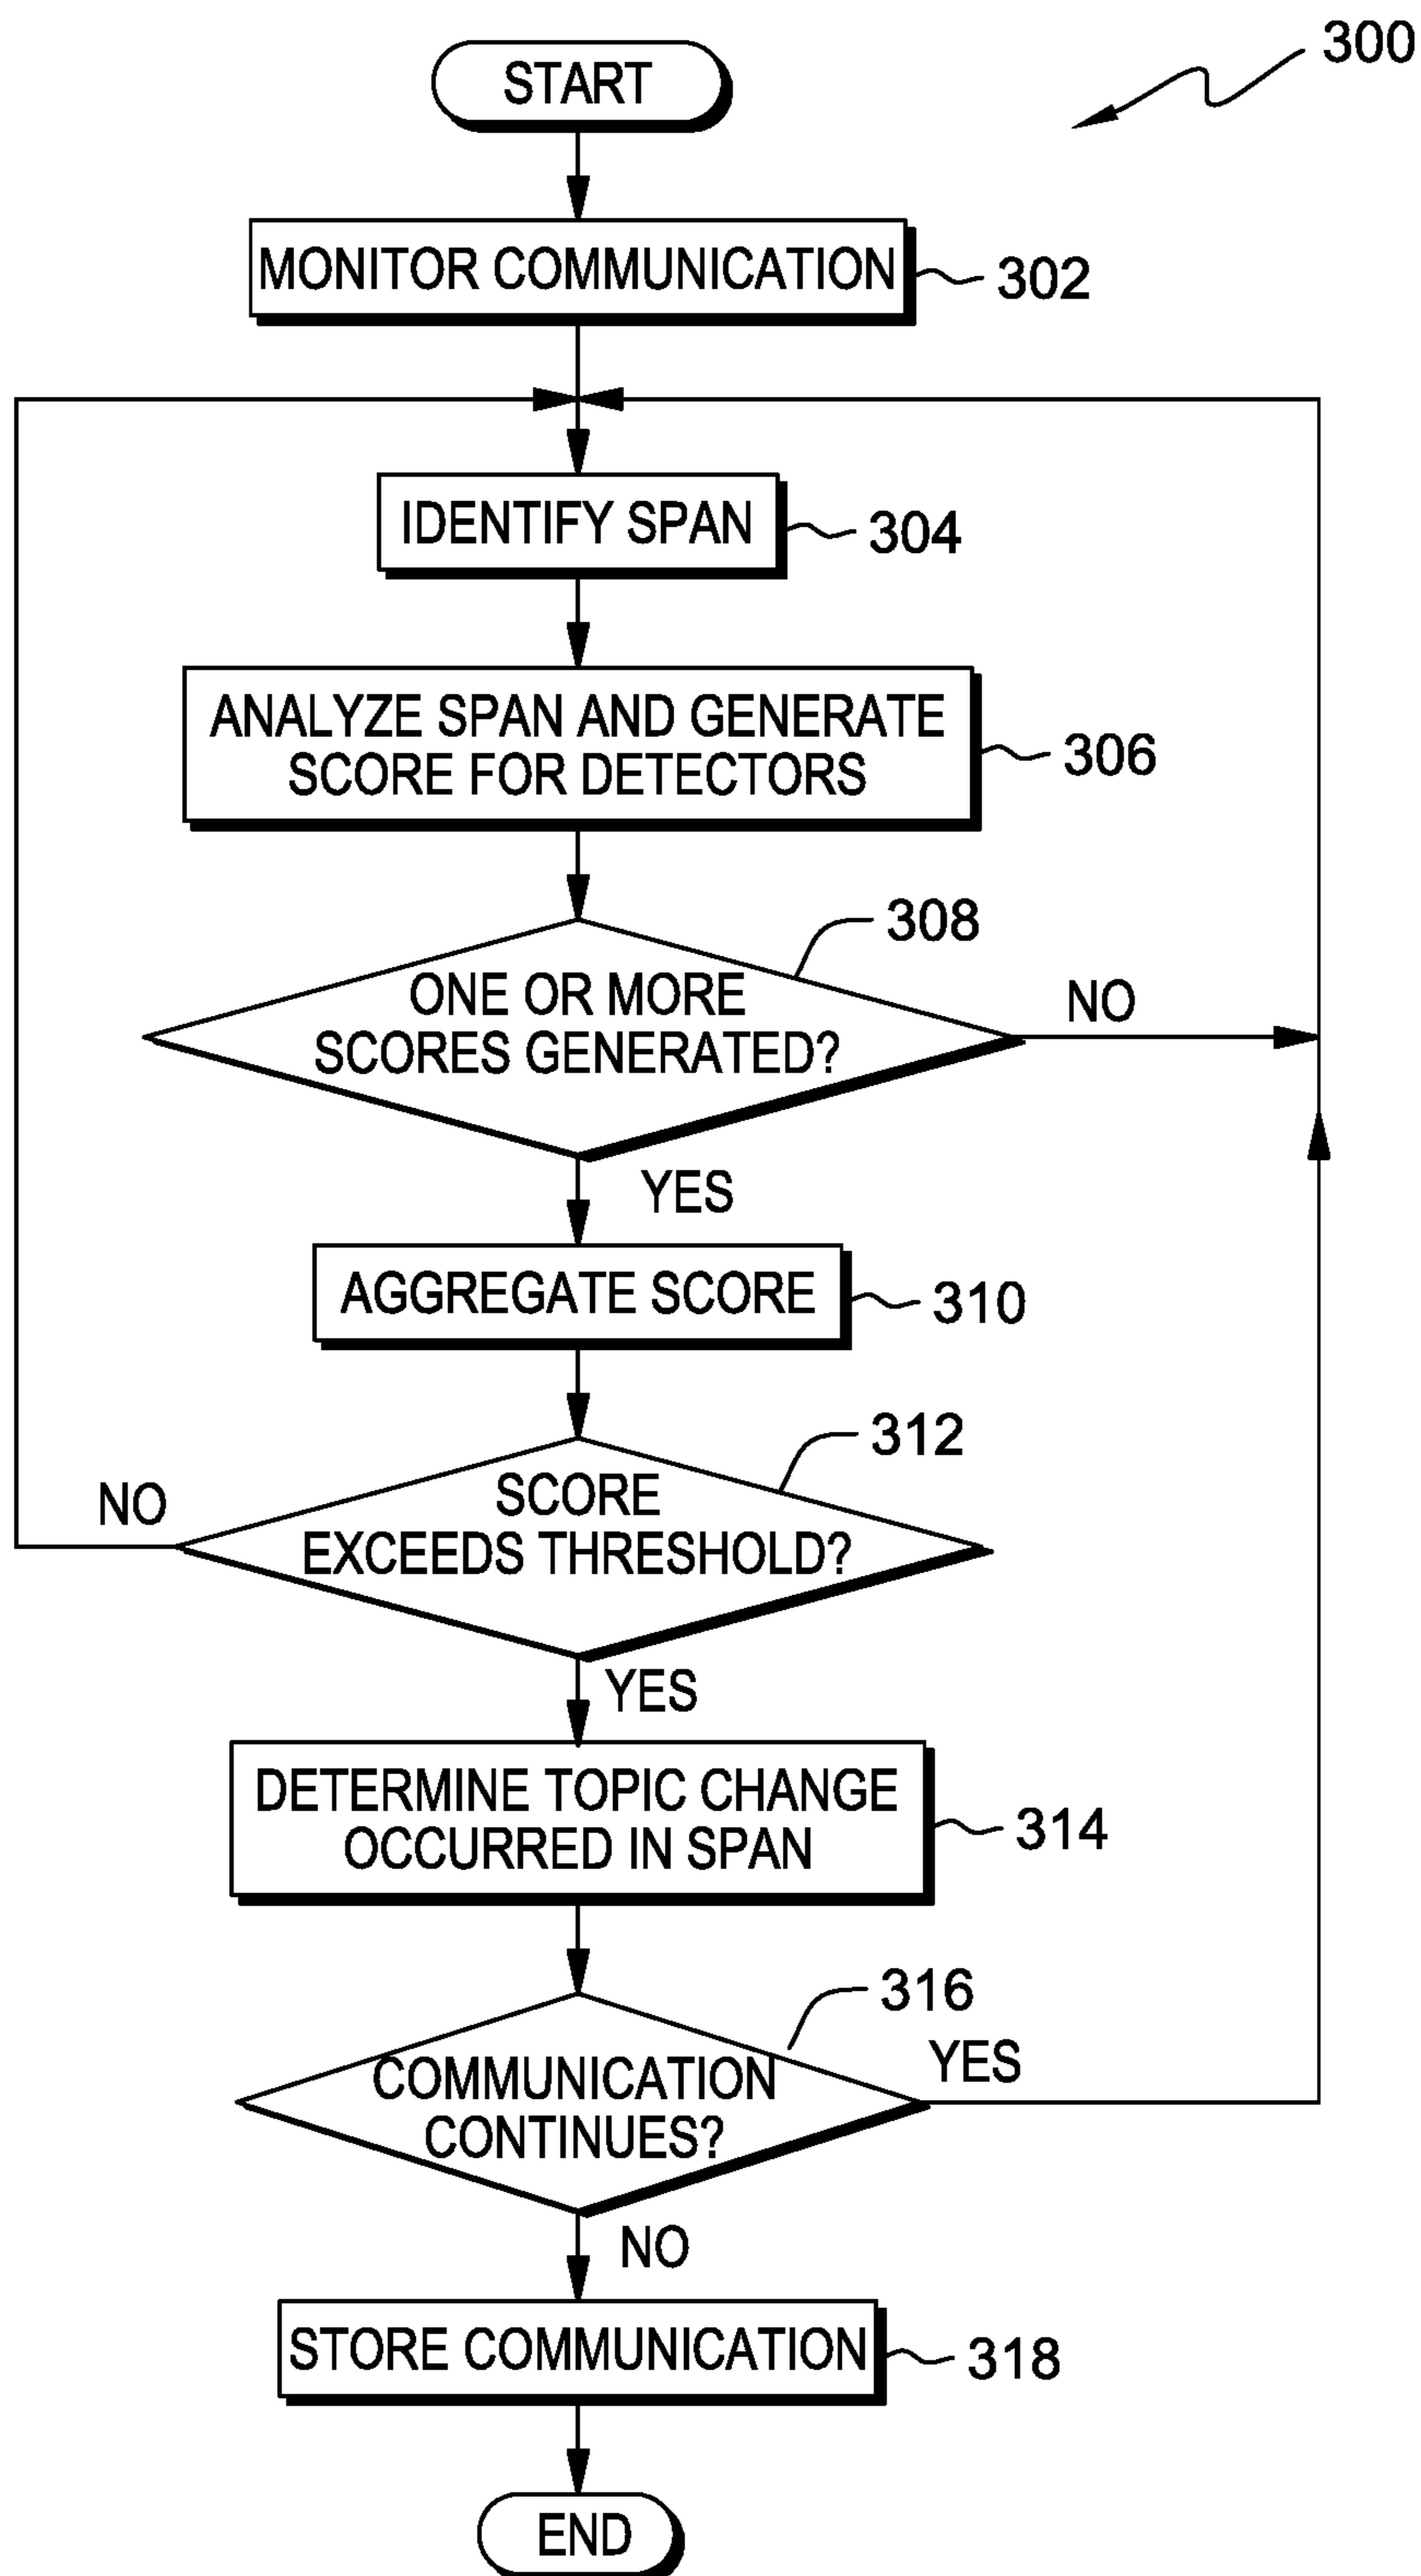 300
START
MONITOR COMMUNICATION
302
IDENTIFY SPAN
304
ANALYZE SPAN AND GENERATE
SCORE FOR DETECTORS
306
308
ONE OR MORE
SCORES GENERATED?
NO
YES
AGGREGATE SCORE
310
312
SCORE
EXCEEDS THRESHOLD?
NO
YES
DETERMINE TOPIC CHANGE
OCCURRED IN SPAN
314
316
COMMUNICATION
CONTINUES?
YES
NO
STORE COMMUNICATION
318
END